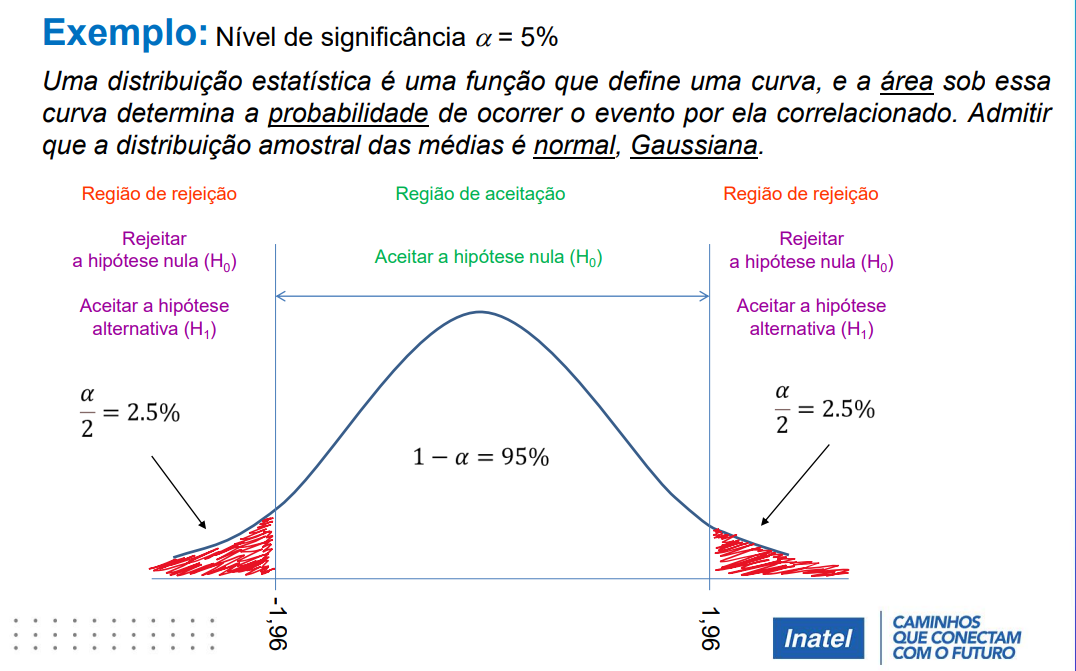 Exemplo: Nível de significância α = 5%
Uma distribuição estatística é uma função que define uma curva, e a área sob essa
curva determina a probabilidade de ocorrer o evento por ela correlacionado. Admitir
que a distribuição amostral das médias é normal, Gaussiana.
Região de rejeição
Região de aceitação
Região de rejeição
Rejeitar
a hipótese nula (H₀)
Aceitar a hipótese nula (H₀)
Rejeitar
a hipótese nula (H₀)
Aceitar a hipótese
alternativa (H₁)
Aceitar a hipótese
alternativa (H₁)
α/2 = 2.5%
α/2 = 2.5%
1 − α = 95%
-1,96
1,96
Inatel
CAMINHOS
QUE CONECTAM
COM O FUTURO